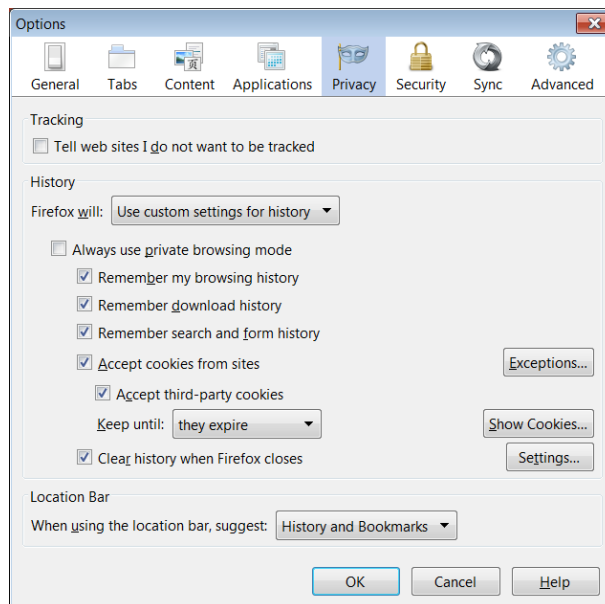 Options
General Tabs Content Applications Privacy Security Sync Advanced
Tracking
Tell web sites I do not want to be tracked
History
Firefox will: Use custom settings for history
Always use private browsing mode
Remember my browsing history
Remember download history
Remember search and form history
Accept cookies from sites Exceptions...
Accept third-party cookies
Keep until: they expire Show Cookies...
Clear history when Firefox closes Settings...
Location Bar
When using the location bar, suggest: History and Bookmarks
OK Cancel Help